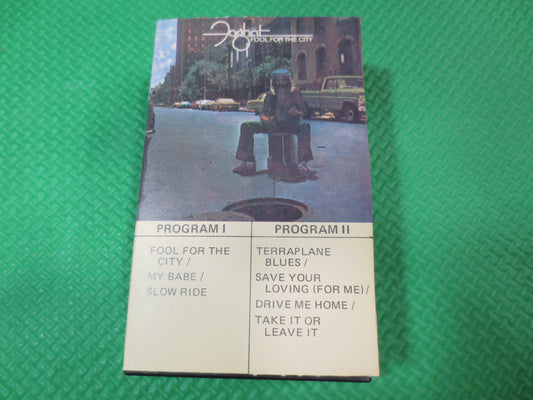 Foghat
FOOL FOR THE CITY
PROGRAM I
FOOL FOR THE
CITY /
MY BABE /
SLOW RIDE
PROGRAM II
TERRAPLANE
BLUES /
SAVE YOUR
LOVING (FOR ME) /
DRIVE ME HOME /
TAKE IT OR
LEAVE IT